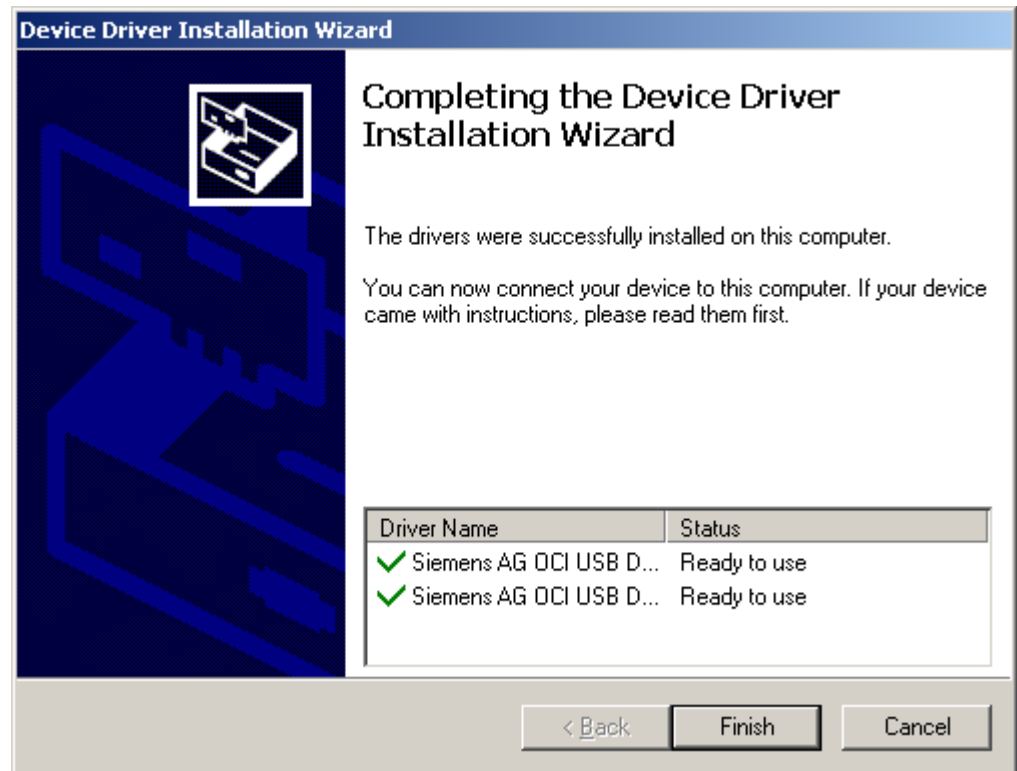 Device Driver Installation Wizard
Completing the Device Driver
Installation Wizard
The drivers were successfully installed on this computer.
You can now connect your device to this computer. If your device
came with instructions, please read them first.
Driver Name Status
Siemens AG OCI USB D... Ready to use
Siemens AG OCI USB D... Ready to use
< Back Finish Cancel